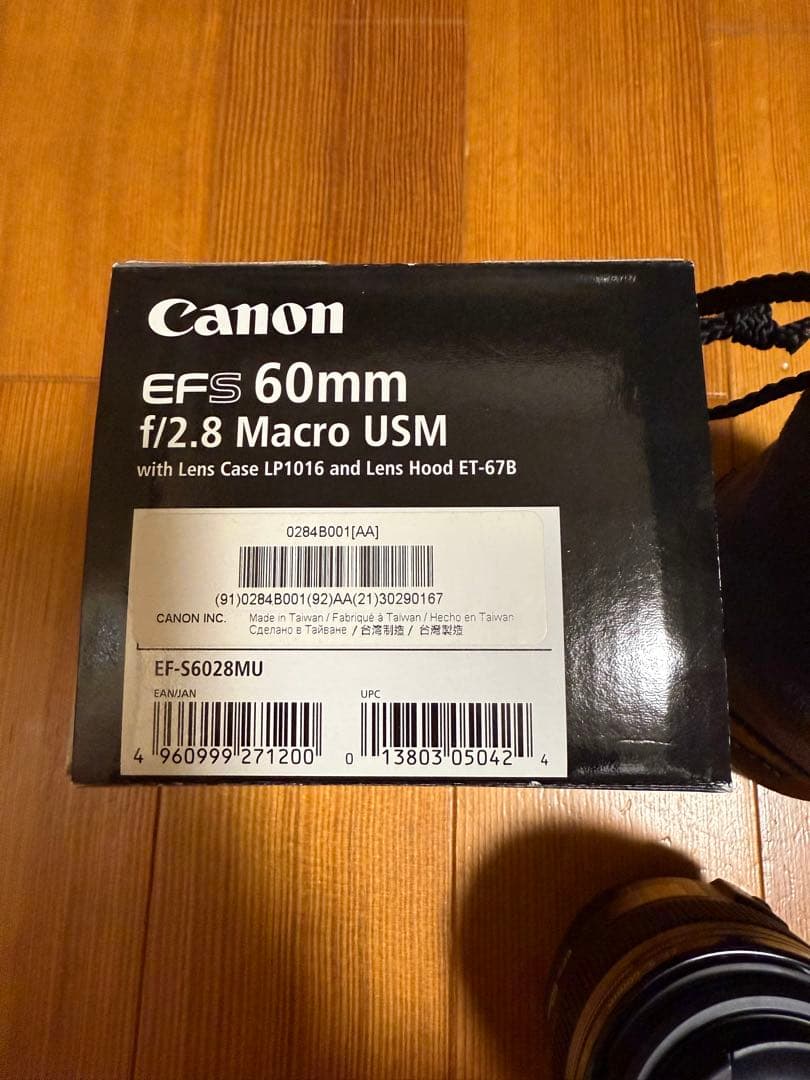 Canon
EFS 60mm
f/2.8 Macro USM
with Lens Case LP1016 and Lens Hood ET-67B
0284B001[AA]
(91)0284B001(92)AA(21)30290167
CANON INC. Made in Taiwan / Fabriqué à Taiwan / Hecho en Taiwan
Сделано в Тайване / 台湾制造 / 台灣製造
EF-S6028MU
EAN/JAN UPC
4 960999 271200 0 13803 05042 4